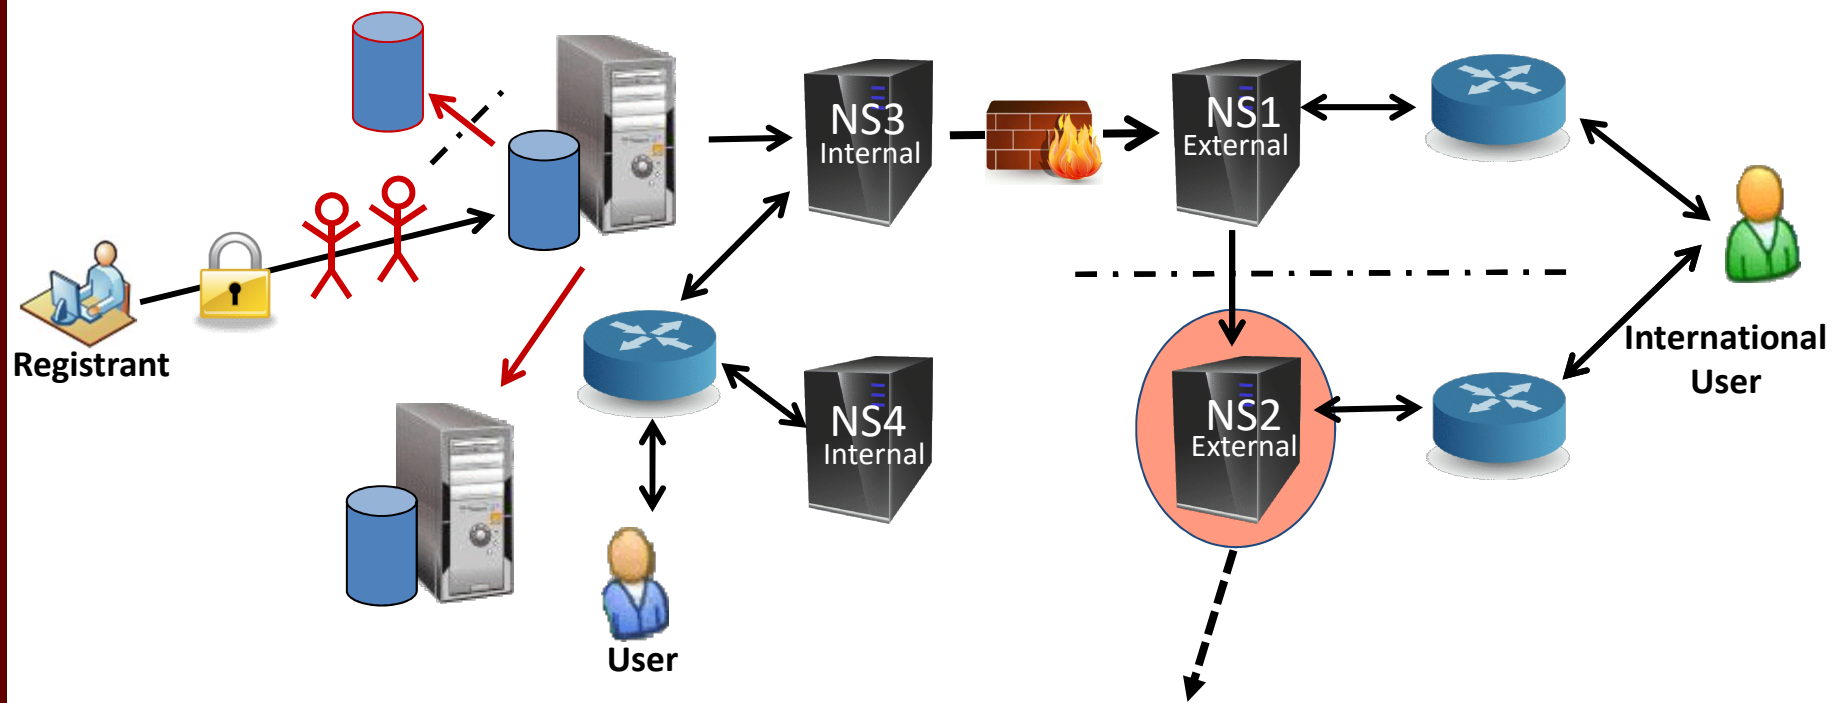 NS3
Internal
NS1
External
Registrant
International
User
NS4
Internal
NS2
External
User